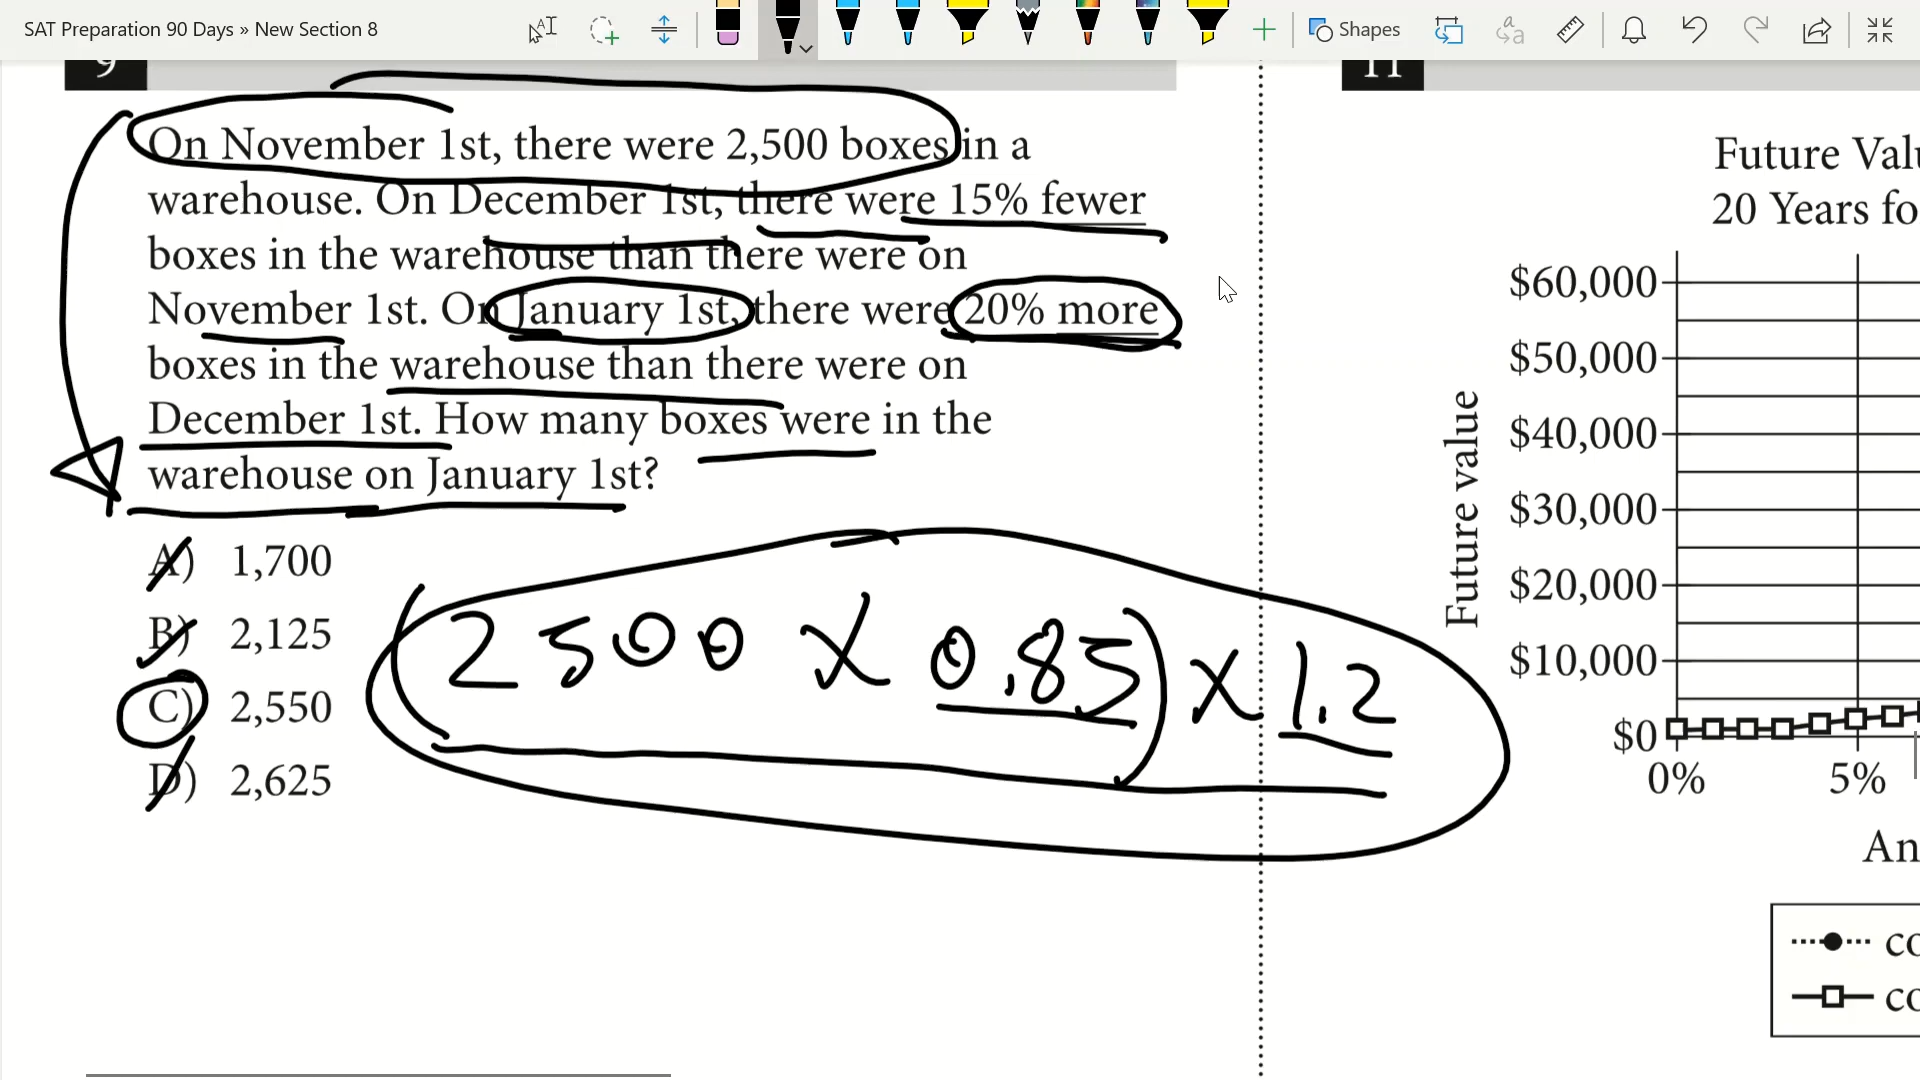 SAT Preparation 90 Days » New Section 8
Shapes
9
On November 1st, there were 2,500 boxes in a
warehouse. On December 1st, there were 15% fewer
boxes in the warehouse than there were on
November 1st. On January 1st, there were 20% more
boxes in the warehouse than there were on
December 1st. How many boxes were in the
warehouse on January 1st?
A) 1,700
B) 2,125
C) 2,550
D) 2,625
(2500 X 0.85) X 1.2
11
Future
20 Years
Future value
$60,000
$50,000
$40,000
$30,000
$20,000
$10,000
$0
0% 5%